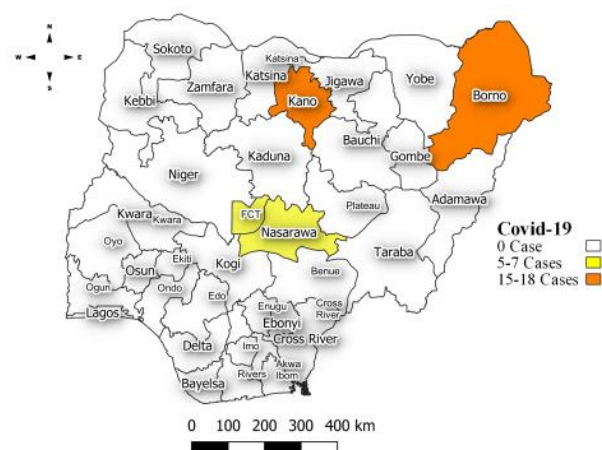 N
W E
S
Sokoto
Katsina
Katsina
Jigawa
Yobe
Borno
Zamfara
Kebbi
Kano
Bauchi
Gombe
Kaduna
Niger
Adamawa
Plateau
FCT
Nasarawa
Kwara
Kwara
Oyo
Taraba
Ekiti
Kogi
Osun
Benue
Ogun
Ondo
Edo
Lagos
Enugu
Cross
River
Ebonyi
Cross River
Delta
Imo
Akwa
Ibom
Rivers
Bayelsa
Covid-19
0 Case
5-7 Cases
15-18 Cases
0 100 200 300 400 km